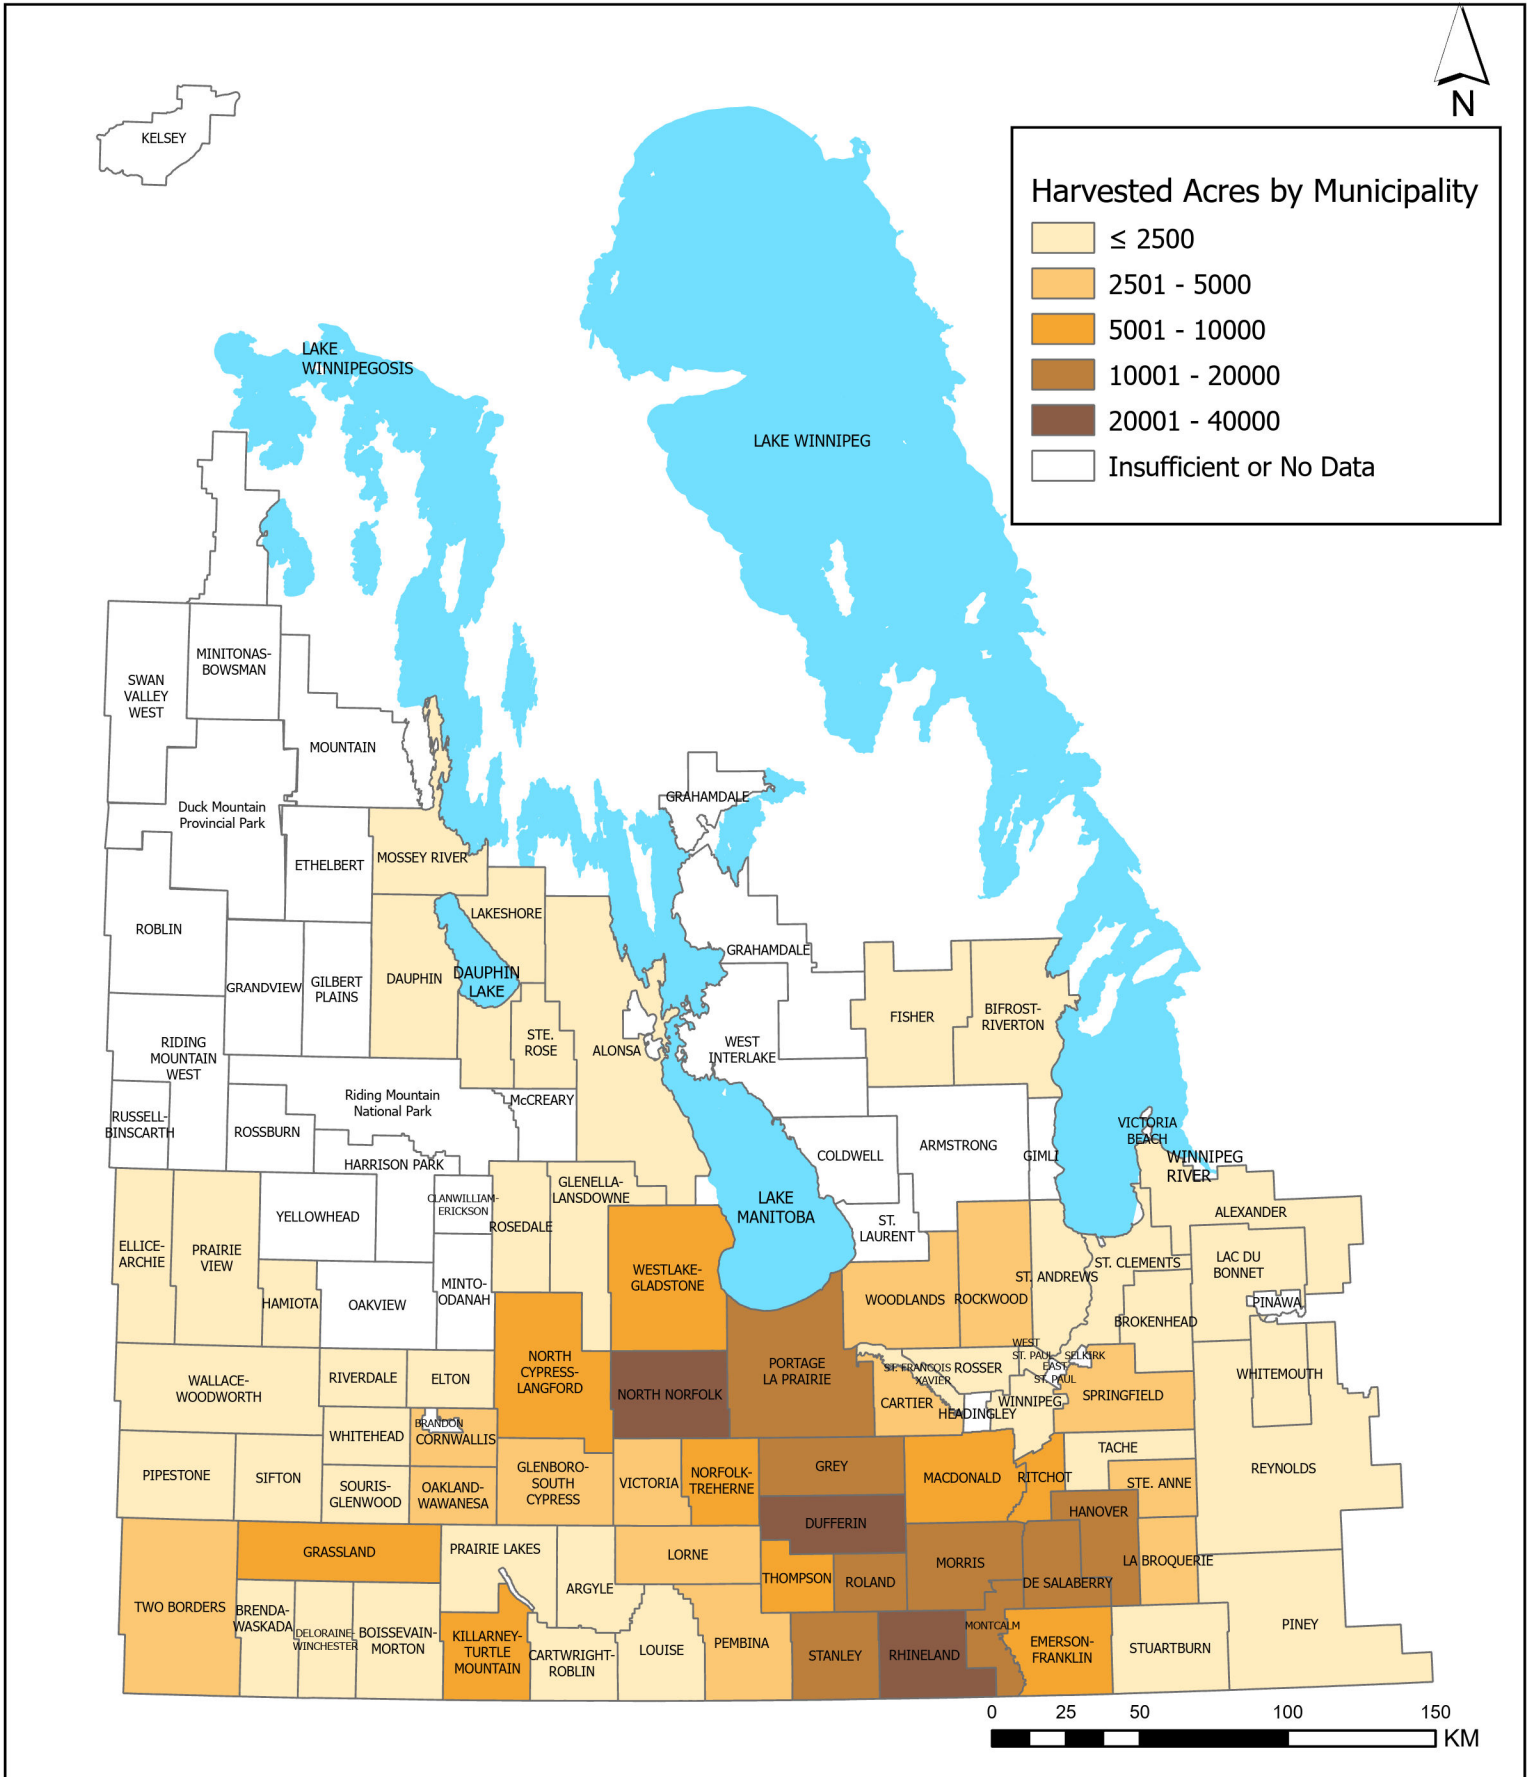 N
KELSEY
Harvested Acres by Municipality
≤ 2500
2501 - 5000
5001 - 10000
10001 - 20000
20001 - 40000
Insufficient or No Data
LAKE
WINNIPEGOSIS
LAKE WINNIPEG
MINITONAS-
BOWSMAN
SWAN
VALLEY
WEST
MOUNTAIN
Duck Mountain
Provincial Park
GRAHAMDALE
ETHELBERT
MOSSEY RIVER
ROBLIN
LAKESHORE
GRAHAMDALE
GRANDVIEW
GILBERT
PLAINS
DAUPHIN
DAUPHIN
LAKE
FISHER
BIFROST-
RIVERTON
RIDING
MOUNTAIN
WEST
STE.
ROSE
ALONSA
WEST
INTERLAKE
Riding Mountain
National Park
McCREARY
RUSSELL-
BINSCARTH
ROSSBURN
HARRISON PARK
VICTORIA
BEACH
COLDWELL
ARMSTRONG
GIMLI
WINNIPEG
RIVER
CLANWILLIAM-
ERICKSON
GLENELLA-
LANSDOWNE
YELLOWHEAD
ROSEDALE
LAKE
MANITOBA
ST.
LAURENT
ALEXANDER
ELLICE-
ARCHIE
PRAIRIE
VIEW
WESTLAKE-
GLADSTONE
ST. ANDREWS
ST. CLEMENTS
LAC DU
BONNET
HAMIOTA
OAKVIEW
MINTO-
ODANAH
WOODLANDS
ROCKWOOD
PINAWA
BROKENHEAD
WALLACE-
WOODWORTH
RIVERDALE
ELTON
NORTH
CYPRESS-
LANGFORD
NORTH NORFOLK
PORTAGE
LA PRAIRIE
ST. FRANCOIS
XAVIER
ROSSER
WEST
ST. PAUL
SELKIRK
EAST
ST. PAUL
WHITEMOUTH
CARTIER
HEADINGLEY
WINNIPEG
SPRINGFIELD
WHITEHEAD
BRANDON
CORNWALLIS
TACHE
PIPESTONE
SIFTON
SOURIS-
GLENWOOD
OAKLAND-
WAWANESA
GLENBORO-
SOUTH
CYPRESS
VICTORIA
NORFOLK-
TREHERNE
GREY
MACDONALD
RITCHOT
STE. ANNE
REYNOLDS
DUFFERIN
HANOVER
GRASSLAND
PRAIRIE LAKES
LORNE
MORRIS
LA BROQUERIE
ARGYLE
THOMPSON
ROLAND
DE SALABERRY
TWO BORDERS
BRENDA-
WASKADA
DELORAINE-
WINCHESTER
BOISSEVAIN-
MORTON
KILLARNEY-
TURTLE
MOUNTAIN
CARTWRIGHT-
ROBLIN
LOUISE
PEMBINA
STANLEY
RHINELAND
MONTCALM
EMERSON-
FRANKLIN
STUARTBURN
PINEY
0 25 50 100 150
KM